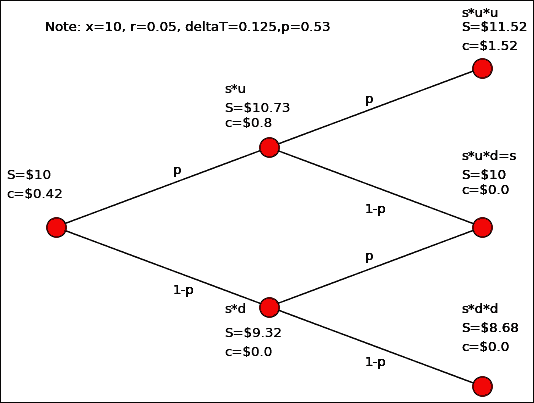 Note: x=10, r=0.05, deltaT=0.125,p=0.53
s*u*u
S=$11.52
c=$1.52
s*u
S=$10.73
c=$0.8
p
s*u*d=s
S=$10
c=$0.0
S=$10
c=$0.42
p
1-p
p
1-p
s*d
S=$9.32
c=$0.0
s*d*d
S=$8.68
c=$0.0
1-p